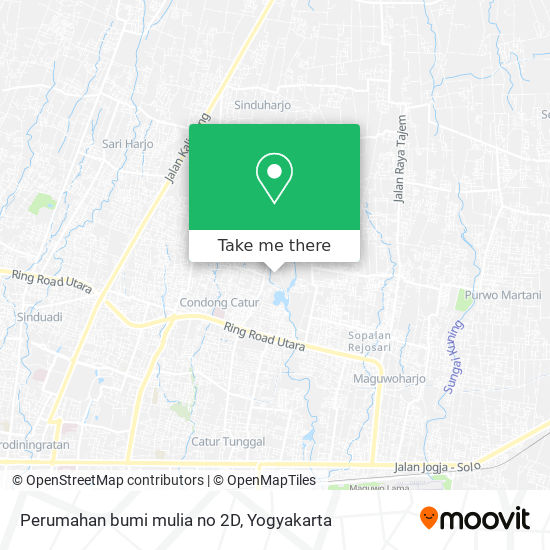 Sinduharjo
Sari Harjo
Jalan Kali
ng
Jalan Raya Tajem
Take me there
Ring Road Utara
Condong Catur
Purwo Martani
Sinduadi
Ring Road Utara
Sopalan
Rejosari
Sungai Kuning
Maguwoharjo
Catur Tunggal
rodiningratan
Jalan Jogja - Solo
© OpenStreetMap contributors | © OpenMapTiles
Maguwo Lama
Perumahan bumi mulia no 2D, Yogyakarta
moovit